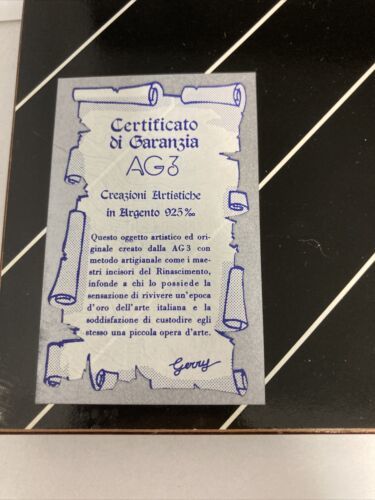 Certificato
di Garanzia
AG3
Creazioni Artistiche
in Argento 925‰
Questo oggetto artistico ed ori-
ginale creato dalla AG3 con
metodo artigianale come i mae-
stri incisori del Rinascimento,
infonde a chi lo possiede la
sensazione di rivivere un'epoca
d'oro dell'arte italiana e la
soddisfazione di custodire egli
stesso una piccola opera d'arte.
Gerry